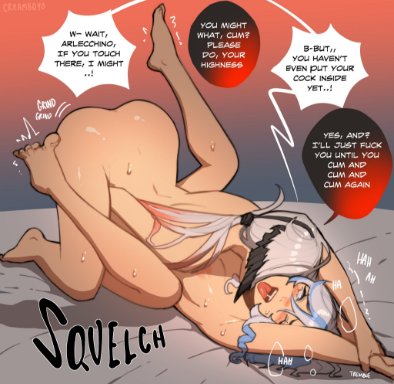 CREAMBOYO
W- WAIT,
ARLECCHINO,
IF YOU TOUCH
THERE, I MIGHT
..!
YOU MIGHT
WHAT, CUM?
PLEASE
DO, YOUR
HIGHNESS
B-BUT,,
YOU HAVEN'T
EVEN PUT YOUR
COCK INSIDE
YET..!
YES, AND?
I'LL JUST FUCK
YOU UNTIL YOU
CUM AND
CUM AND
CUM AGAIN
GRIND
GRIND
HAH
AH
HA
HAH
TREMBLE
SQUELCH